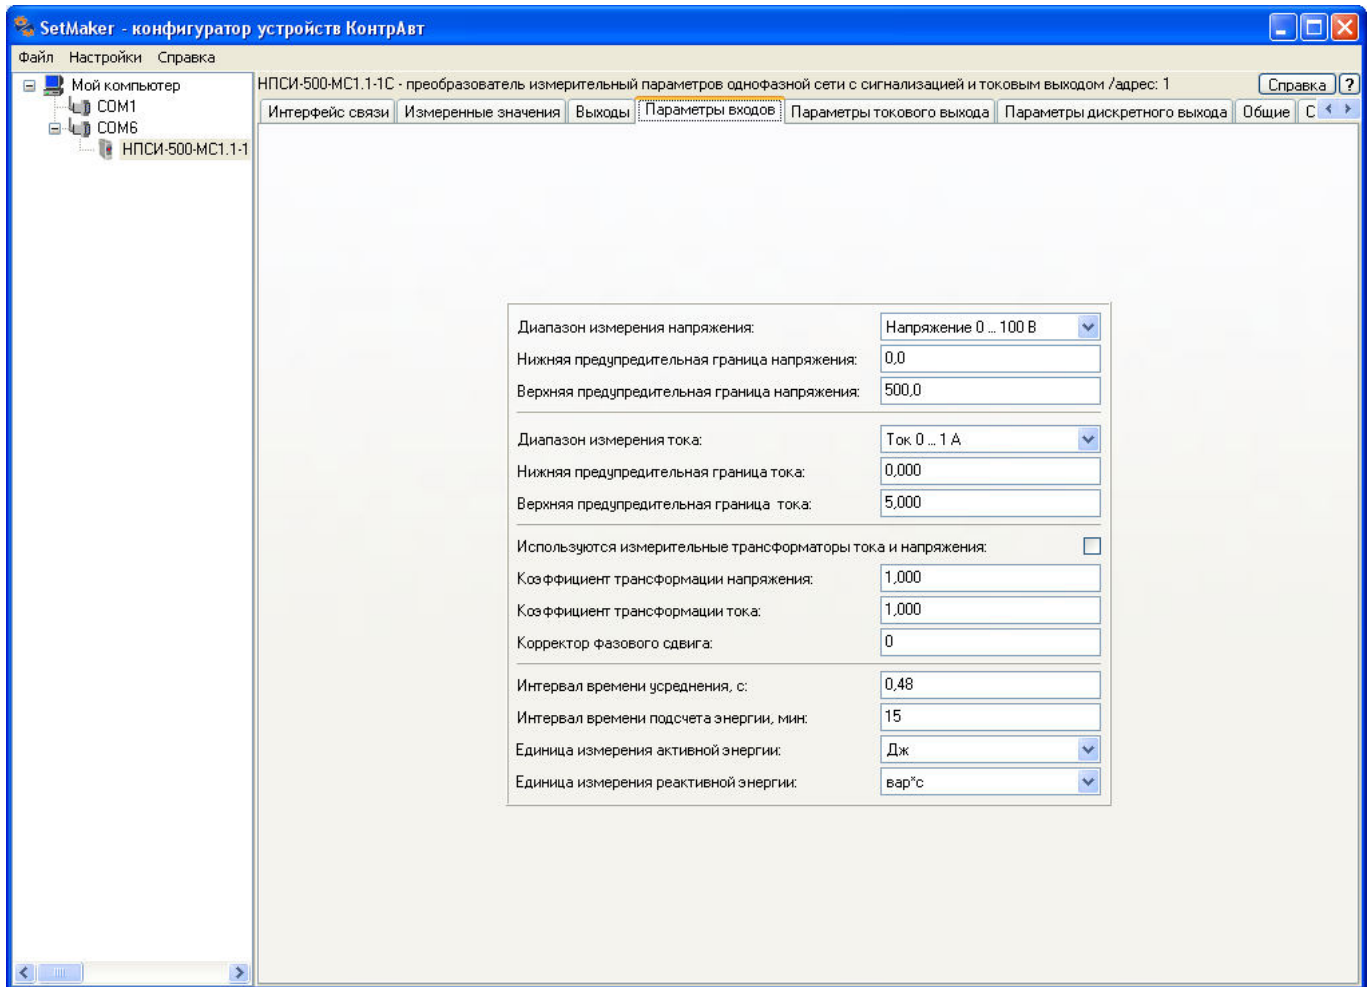 SetMaker - конфигуратор устройств КонтрАвт
Файл Настройки Справка
Мой компьютер
COM1
COM6
НПСИ-500-МС1.1-1
НПСИ-500-МС1.1-1С - преобразователь измерительный параметров однофазной сети с сигнализацией и токовым выходом /адрес: 1 Справка ?
Интерфейс связи Измеренные значения Выходы Параметры входов Параметры токового выхода Параметры дискретного выхода Общие С
Диапазон измерения напряжения: Напряжение 0 ... 100 В
Нижняя предупредительная граница напряжения: 0,0
Верхняя предупредительная граница напряжения: 500,0
Диапазон измерения тока: Ток 0 ... 1 А
Нижняя предупредительная граница тока: 0,000
Верхняя предупредительная граница тока: 5,000
Используются измерительные трансформаторы тока и напряжения:
Коэффициент трансформации напряжения: 1,000
Коэффициент трансформации тока: 1,000
Корректор фазового сдвига: 0
Интервал времени усреднения, с: 0,48
Интервал времени подсчета энергии, мин: 15
Единица измерения активной энергии: Дж
Единица измерения реактивной энергии: вар*с